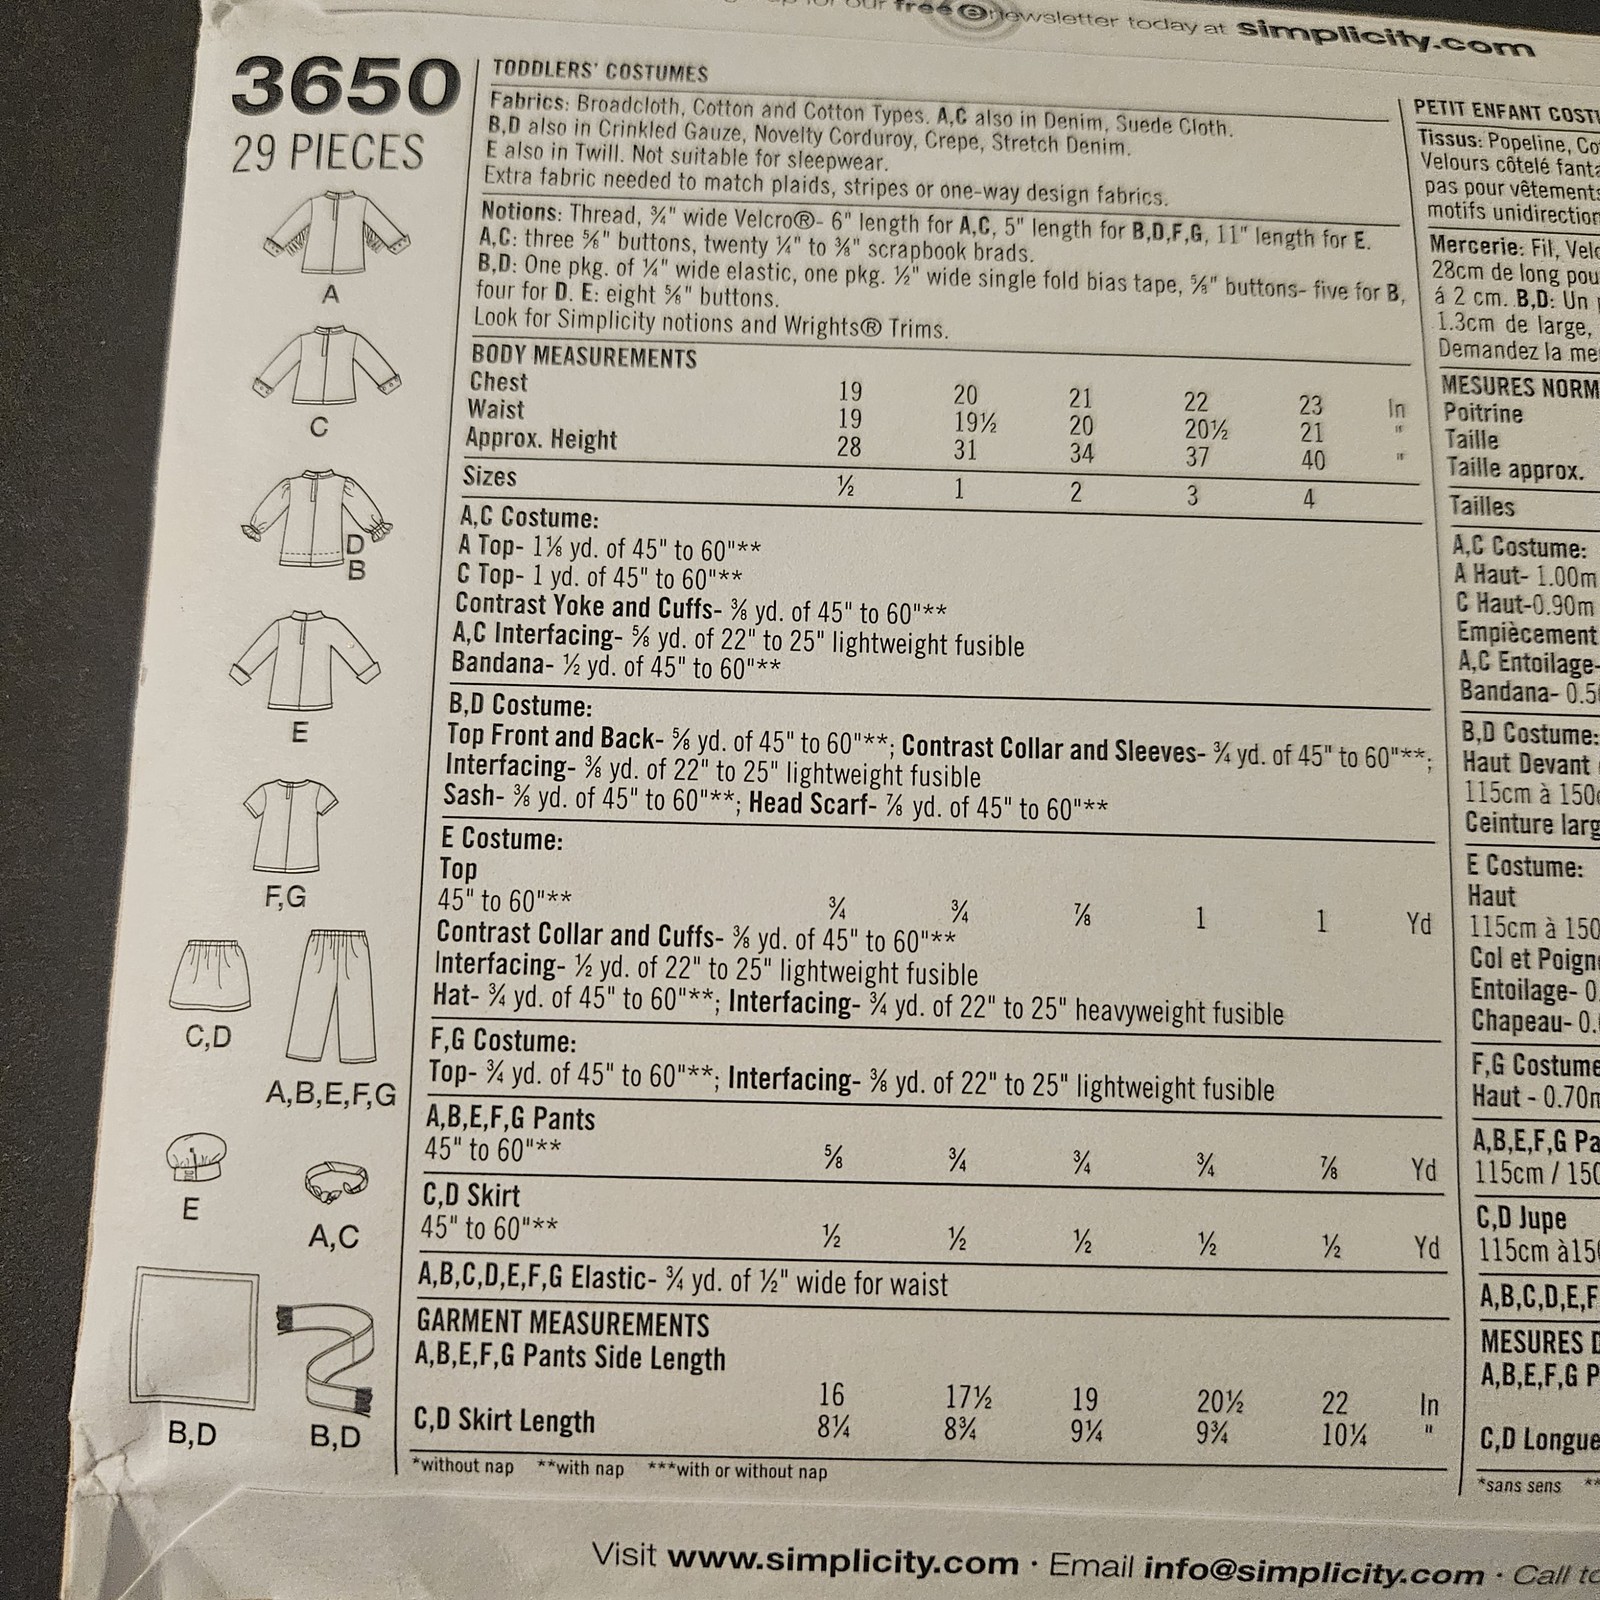 for our free e newsletter today at simplicity.com
3650
29 PIECES
A
C
D
B
E
F,G
C,D
A,B,E,F,G
E
A,C
B,D
B,D
TODDLERS' COSTUMES
Fabrics: Broadcloth, Cotton and Cotton Types. A,C also in Denim, Suede Cloth.
B,D also in Crinkled Gauze, Novelty Corduroy, Crepe, Stretch Denim.
E also in Twill. Not suitable for sleepwear.
Extra fabric needed to match plaids, stripes or one-way design fabrics.
Notions: Thread, ¾" wide Velcro®- 6" length for A,C, 5" length for B,D,F,G, 11" length for E.
A,C: three ⅝" buttons, twenty ¼" to ⅜" scrapbook brads.
B,D: One pkg. of ¼" wide elastic, one pkg. ½" wide single fold bias tape, ⅝" buttons- five for B,
four for D. E: eight ⅝" buttons.
Look for Simplicity notions and Wrights® Trims.
BODY MEASUREMENTS
Chest 19 20 21 22 23 In
Waist 19 19½ 20 20½ 21 "
Approx. Height 28 31 34 37 40 "
Sizes ½ 1 2 3 4
A,C Costume:
A Top- 1⅛ yd. of 45" to 60"**
C Top- 1 yd. of 45" to 60"**
Contrast Yoke and Cuffs- ⅜ yd. of 45" to 60"**
A,C Interfacing- ⅝ yd. of 22" to 25" lightweight fusible
Bandana- ½ yd. of 45" to 60"**
B,D Costume:
Top Front and Back- ⅝ yd. of 45" to 60"**; Contrast Collar and Sleeves- ¾ yd. of 45" to 60"**;
Interfacing- ⅜ yd. of 22" to 25" lightweight fusible
Sash- ⅜ yd. of 45" to 60"**; Head Scarf- ⅞ yd. of 45" to 60"**
E Costume:
Top
45" to 60"** ¾ ¾ ⅞ 1 1 Yd
Contrast Collar and Cuffs- ⅜ yd. of 45" to 60"**
Interfacing- ½ yd. of 22" to 25" lightweight fusible
Hat- ¾ yd. of 45" to 60"**; Interfacing- ¾ yd. of 22" to 25" heavyweight fusible
F,G Costume:
Top- ¾ yd. of 45" to 60"**; Interfacing- ⅜ yd. of 22" to 25" lightweight fusible
A,B,E,F,G Pants
45" to 60"** ⅝ ¾ ¾ ¾ ⅞ Yd
C,D Skirt
45" to 60"** ½ ½ ½ ½ ½ Yd
A,B,C,D,E,F,G Elastic- ¾ yd. of ½" wide for waist
GARMENT MEASUREMENTS
A,B,E,F,G Pants Side Length
16 17½ 19 20½ 22 In
C,D Skirt Length 8¼ 8¾ 9¼ 9¾ 10¼ "
*without nap **with nap ***with or without nap
PETIT ENFANT
Tissus: Popeline,
Velours côtelé
pas pour vêtements
motifs
Mercerie: Fil,
28cm de long
á 2 cm. B,D: Un
1.3cm de large,
Demandez la
MESURES
Poitrine
Taille
Taille approx.
Tailles
A,C Costume:
A Haut- 1.00m
C Haut-0.90m
Empiècement
A,C Entoilage-
Bandana-
B,D Costume:
Haut Devant
115cm à
Ceinture
E Costume:
Haut
115cm à
Col et
Entoilage-
Chapeau-
F,G Costume
Haut - 0.70m
A,B,E,F,G
115cm /
C,D Jupe
115cm
A,B,C,D,E,F
MESURES
A,B,E,F,G
C,D
*sans sens
Visit www.simplicity.com · Email info@simplicity.com · Call